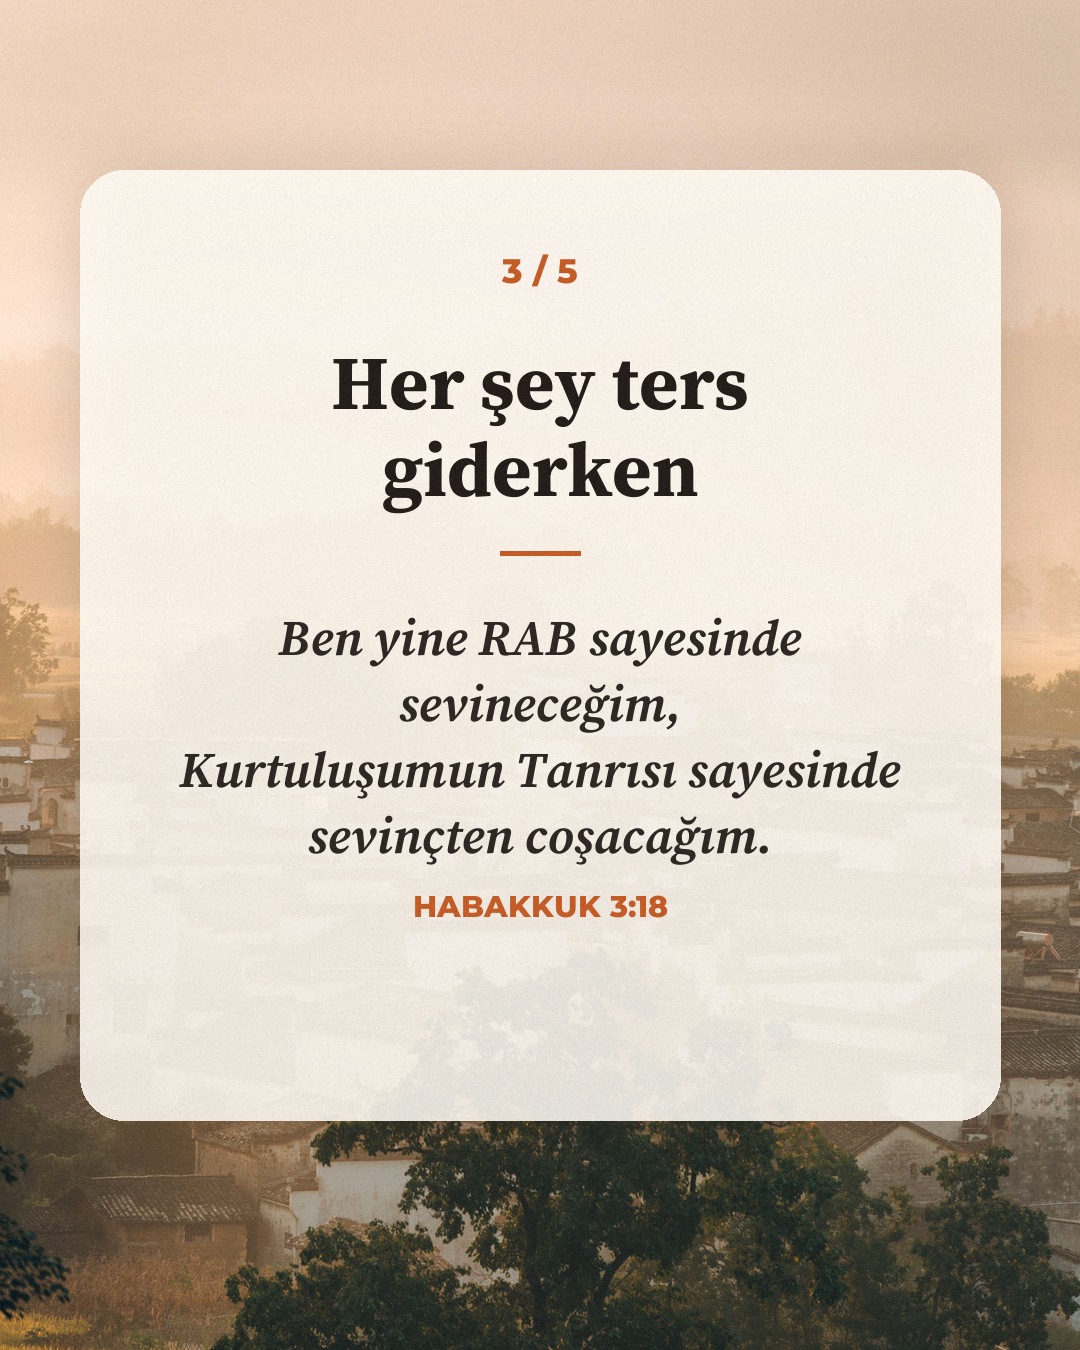 3 / 5
Her şey ters
giderken
Ben yine RAB sayesinde
sevineceğim,
Kurtuluşumun Tanrısı sayesinde
sevinçten coşacağım.
HABAKKUK 3:18